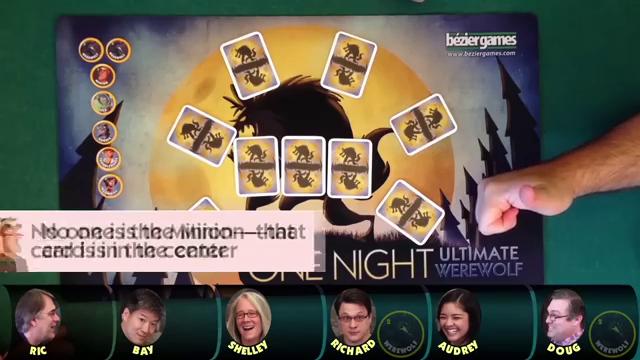 béziergames
www.beziergames.com
No one is the Minion—that
card is in the center
ONE NIGHT
ULTIMATE
WEREWOLF
RIC
BAY
SHELLEY
RICHARD
WEREWOLF
AUDREY
DOUG
WEREWOLF